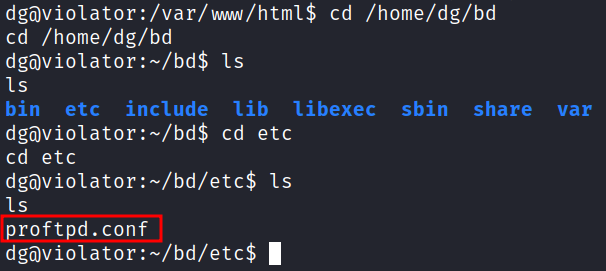 dg@violator:/var/www/html$ cd /home/dg/bd
cd /home/dg/bd
dg@violator:~/bd$ ls
ls
bin  etc  include  lib  libexec  sbin  share  var
dg@violator:~/bd$ cd etc
cd etc
dg@violator:~/bd/etc$ ls
ls
proftpd.conf
dg@violator:~/bd/etc$